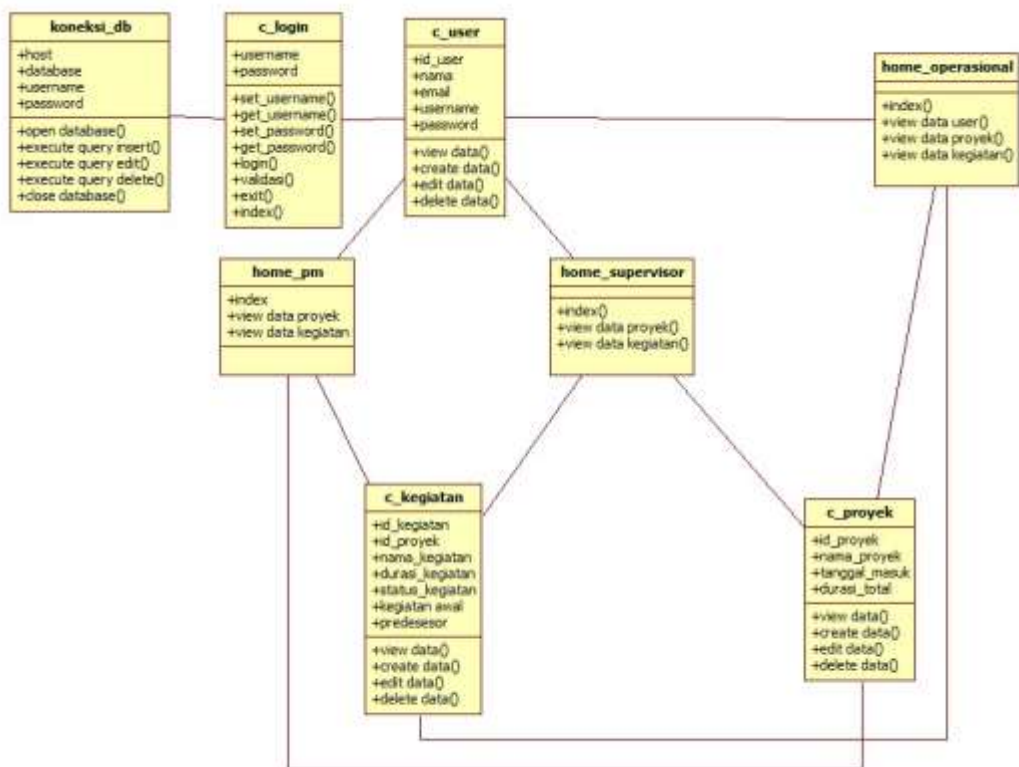 koneksi_db
+host
+database
+username
+password
+open database()
+execute query insert()
+execute query edit()
+execute query delete()
+close database()
c_login
+username
+password
+set_username()
+get_username()
+set_password()
+get_password()
+login()
+validasi()
+exit()
+index()
c_user
+id_user
+nama
+email
+username
+password
+view data()
+create data()
+edit data()
+delete data()
home_operasional
+index()
+view data user()
+view data proyek()
+view data kegiatan()
home_pm
+index
+view data proyek
+view data kegiatan
home_supervisor
+index()
+view data proyek()
+view data kegiatan()
c_kegiatan
+id_kegiatan
+id_proyek
+nama_kegiatan
+durasi_kegiatan
+status_kegiatan
+kegiatan awal
+predesesor
+view data()
+create data()
+edit data()
+delete data()
c_proyek
+id_proyek
+nama_proyek
+tanggal_masuk
+durasi_total
+view data()
+create data()
+edit data()
+delete data()